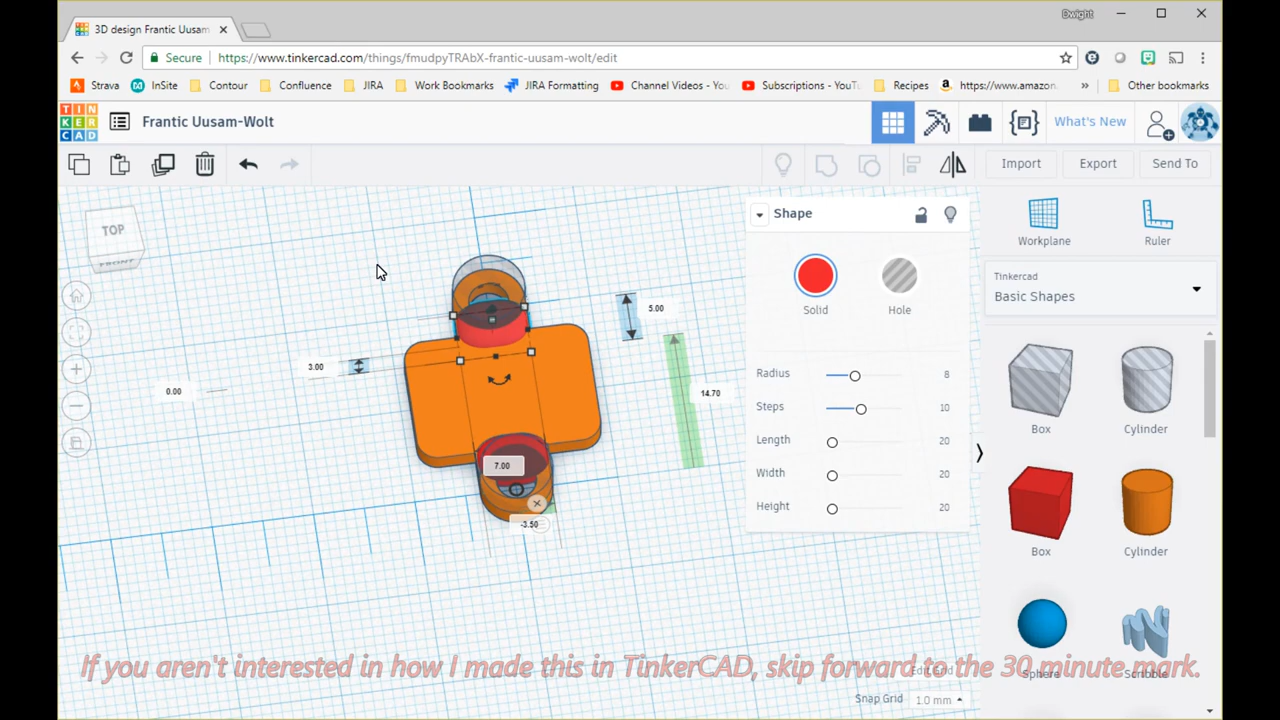 Dwight
3D design Frantic Uusam
Secure https://www.tinkercad.com/things/fmudpyTRAbX-frantic-uusam-wolt/edit
Strava InSite Contour Confluence JIRA Work Bookmarks JIRA Formatting Channel Videos - You Subscriptions - YouT Recipes https://www.amazon. » Other bookmarks
TIN
KER
CAD
Frantic Uusam-Wolt
What's New
Import Export Send To
TOP
FRONT
Shape
Solid Hole
Radius 8
Steps 10
Length 20
Width 20
Height 20
Workplane Ruler
Tinkercad
Basic Shapes
Box Cylinder
Box Cylinder
Sphere Scribble
5.00
3.00
0.00
14.70
7.00
-3.50
If you aren't interested in how I made this in TinkerCAD, skip forward to the 30 minute mark.
Edit Grid
Snap Grid 1.0 mm